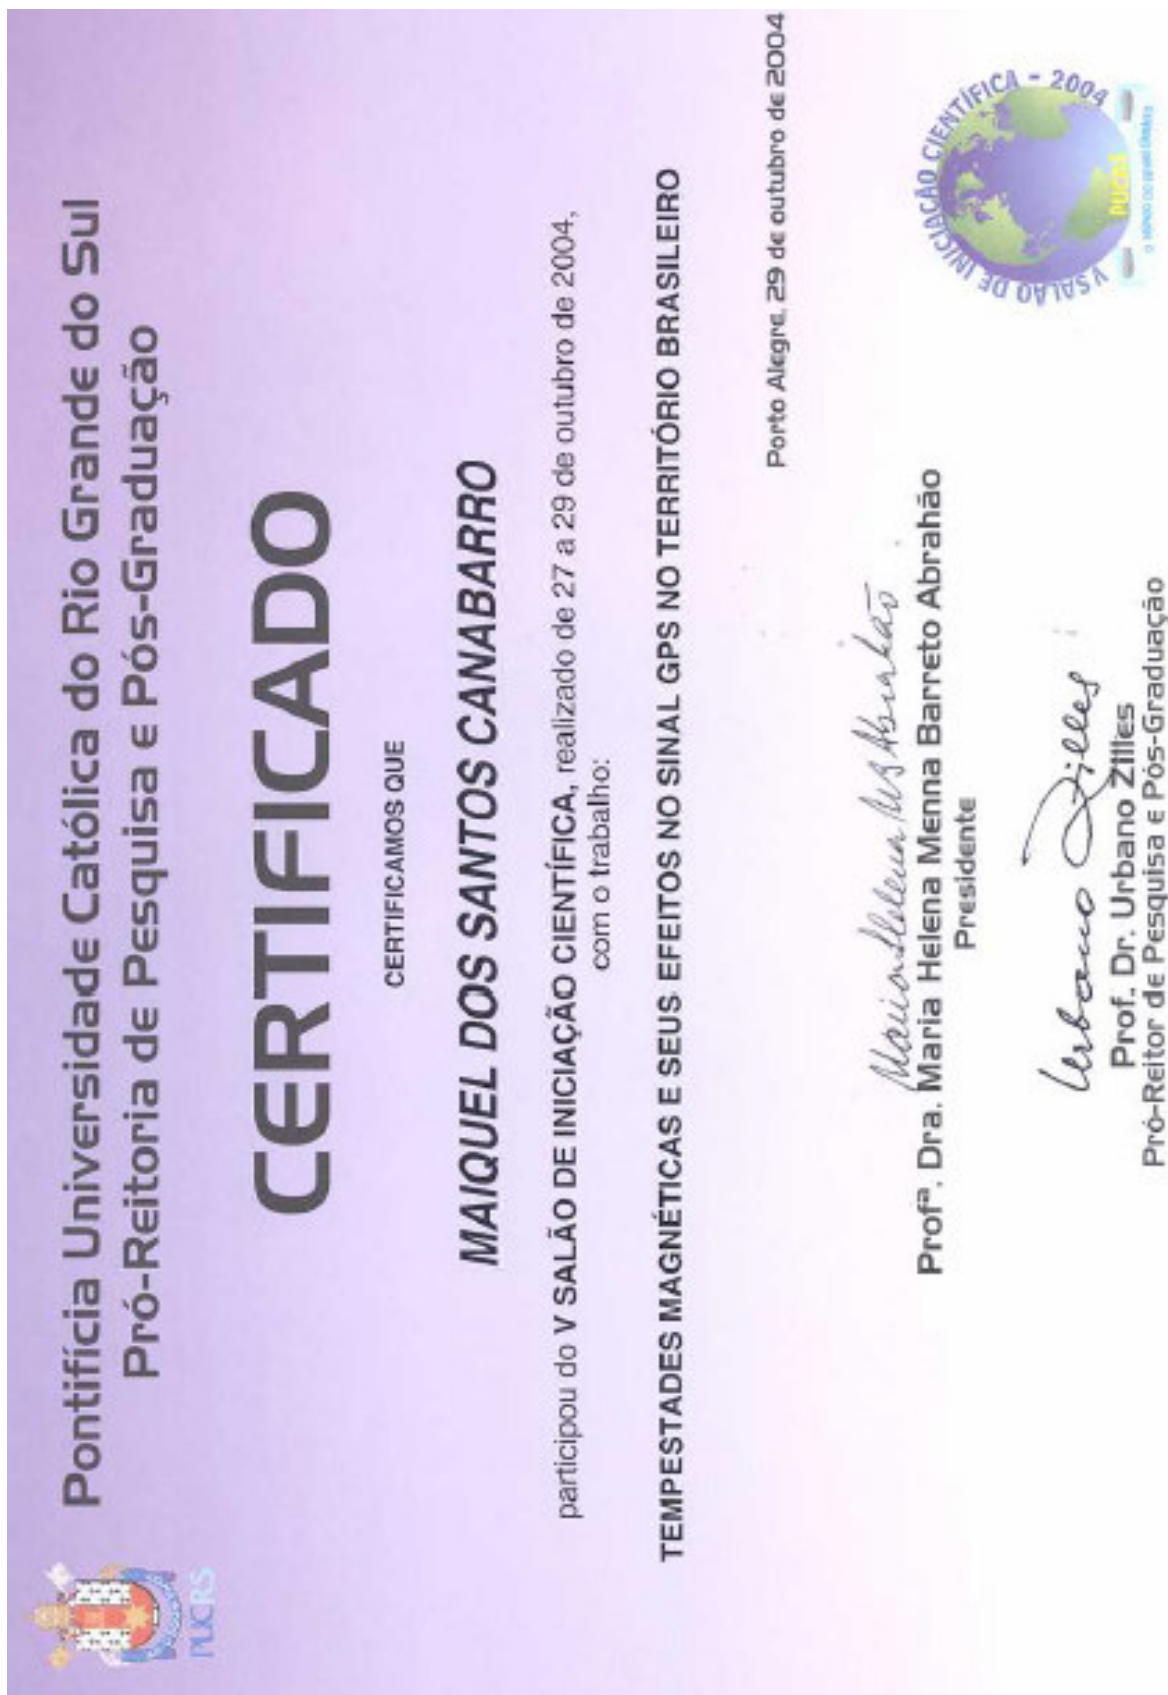 Pontifícia Universidade Católica do Rio Grande do Sul
Pró-Reitoria de Pesquisa e Pós-Graduação
PUCRS
CERTIFICADO
CERTIFICAMOS QUE
MAIQUEL DOS SANTOS CANABARRO
participou do V SALÃO DE INICIAÇÃO CIENTÍFICA, realizado de 27 a 29 de outubro de 2004,
com o trabalho:
TEMPESTADES MAGNÉTICAS E SEUS EFEITOS NO SINAL GPS NO TERRITÓRIO BRASILEIRO
Porto Alegre, 29 de outubro de 2004
Profª. Dra. Maria Helena Menna Barreto Abrahão
Presidente
Urbano Zilles
Prof. Dr. Urbano Zilles
Pró-Reitor de Pesquisa e Pós-Graduação
V SALÃO DE INICIAÇÃO CIENTÍFICA - 2004
PUCRS